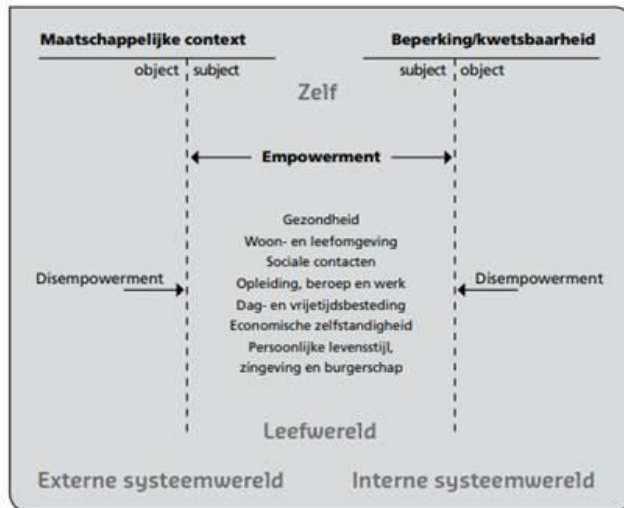 Maatschappelijke context
Beperking/kwetsbaarheid
object subject
subject object
Zelf
Empowerment
Gezondheid
Woon- en leefomgeving
Sociale contacten
Disempowerment
Opleiding, beroep en werk
Disempowerment
Dag- en vrijetijdsbesteding
Economische zelfstandigheid
Persoonlijke levensstijl,
zingeving en burgerschap
Leefwereld
Externe systeemwereld
Interne systeemwereld